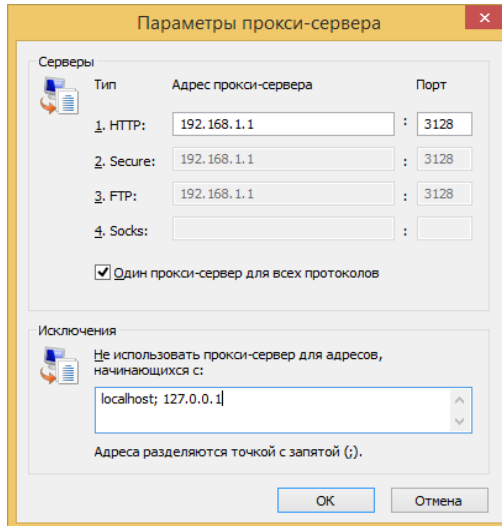 Параметры прокси-сервера
Серверы
Тип Адрес прокси-сервера Порт
1. HTTP: 192.168.1.1 : 3128
2. Secure: 192.168.1.1 : 3128
3. FTP: 192.168.1.1 : 3128
4. Socks: :
Один прокси-сервер для всех протоколов
Исключения
Не использовать прокси-сервер для адресов,
начинающихся с:
localhost; 127.0.0.1
Адреса разделяются точкой с запятой (;).
ОК Отмена